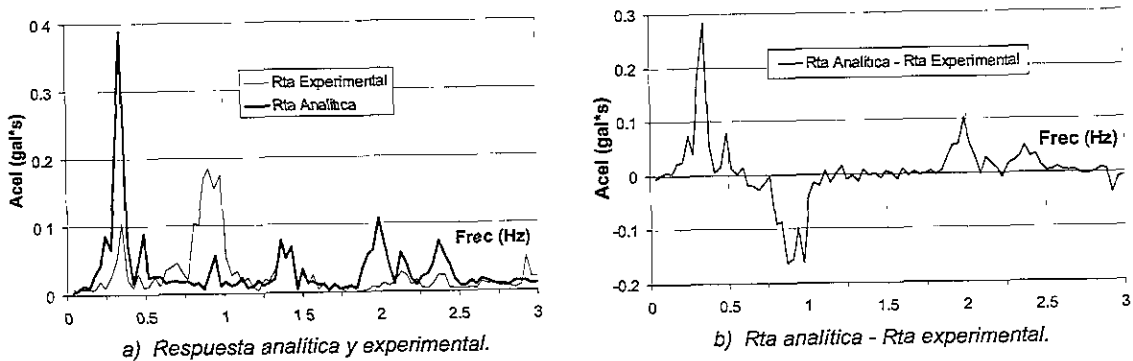 0 4
0.3
0.2
0.1
0
Acel (gal*s)
Rta Experimental
Rta Analítica
Frec (Hz)
0 0.5 1 1.5 2 2.5 3
a) Respuesta analítica y experimental.
0.3
0.2
0.1
0
-0.1
-0.2
Acel (gal*s)
Rta Analítica - Rta Experimental
Frec (Hz)
0 0.5 1 1.5 2 2.5 3
b) Rta analítica - Rta experimental.